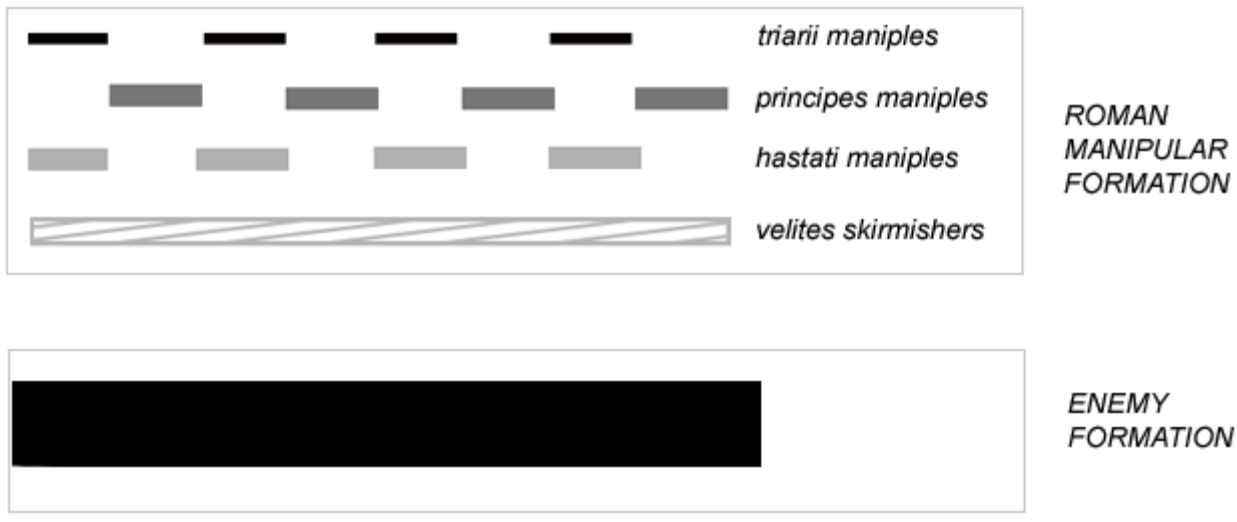 triarii maniples
principes maniples
hastati maniples
velites skirmishers
ROMAN
MANIPULAR
FORMATION
ENEMY
FORMATION